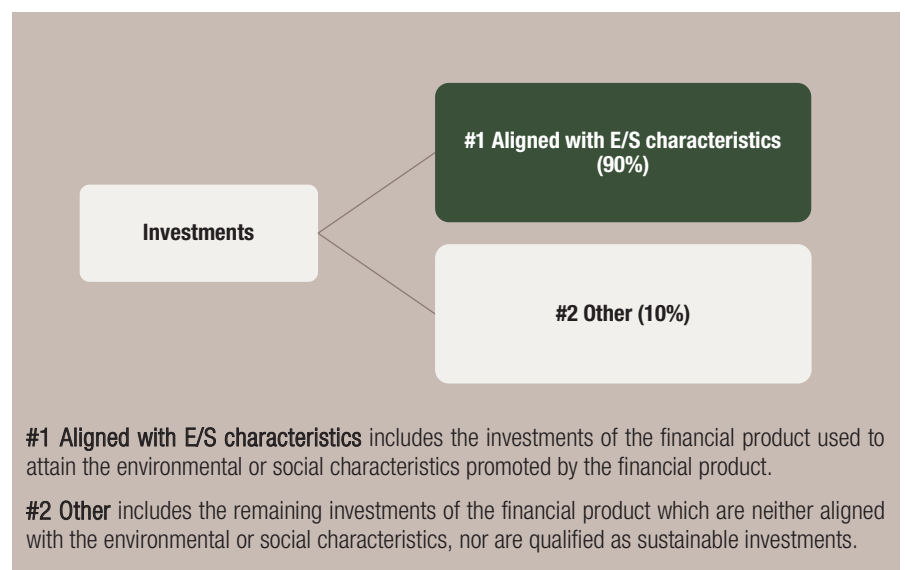 #1 Aligned with E/S characteristics
(90%)
Investments
#2 Other (10%)
#1 Aligned with E/S characteristics includes the investments of the financial product used to
attain the environmental or social characteristics promoted by the financial product.
#2 Other includes the remaining investments of the financial product which are neither aligned
with the environmental or social characteristics, nor are qualified as sustainable investments.